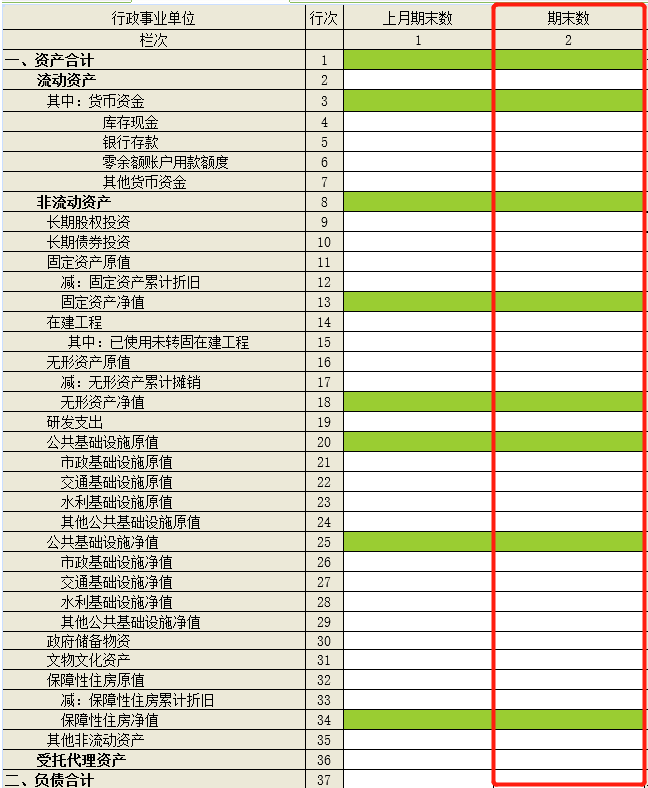 行政事业单位 行次 上月期末数 期末数
栏次 1 2
一、资产合计 1
流动资产 2
其中：货币资金 3
库存现金 4
银行存款 5
零余额账户用款额度 6
其他货币资金 7
非流动资产 8
长期股权投资 9
长期债券投资 10
固定资产原值 11
减：固定资产累计折旧 12
固定资产净值 13
在建工程 14
其中：已使用未转固在建工程 15
无形资产原值 16
减：无形资产累计摊销 17
无形资产净值 18
研发支出 19
公共基础设施原值 20
市政基础设施原值 21
交通基础设施原值 22
水利基础设施原值 23
其他公共基础设施原值 24
公共基础设施净值 25
市政基础设施净值 26
交通基础设施净值 27
水利基础设施净值 28
其他公共基础设施净值 29
政府储备物资 30
文物文化资产 31
保障性住房原值 32
减：保障性住房累计折旧 33
保障性住房净值 34
其他非流动资产 35
受托代理资产 36
二、负债合计 37